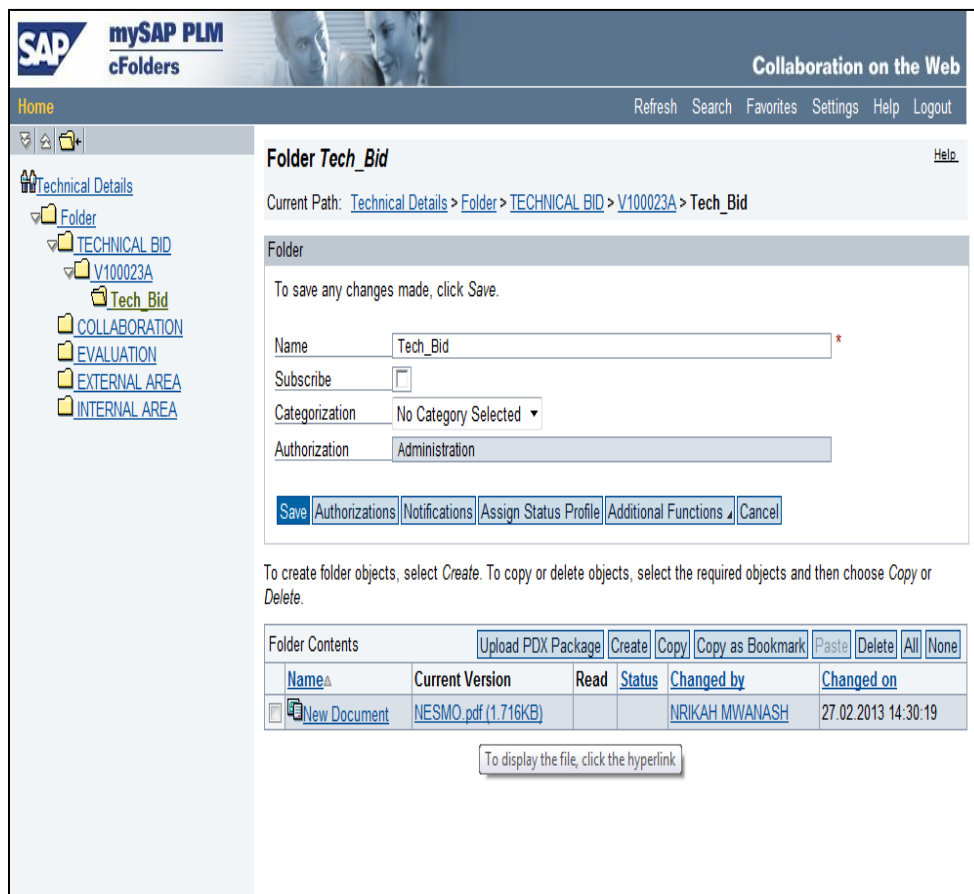 SAP
mySAP PLM
cFolders
Collaboration on the Web
Home
Refresh Search Favorites Settings Help Logout
Technical Details
Folder
TECHNICAL BID
V100023A
Tech_Bid
COLLABORATION
EVALUATION
EXTERNAL AREA
INTERNAL AREA
Folder Tech_Bid
Help
Current Path: Technical Details > Folder > TECHNICAL BID > V100023A > Tech_Bid
Folder
To save any changes made, click Save.
Name Tech_Bid *
Subscribe
Categorization No Category Selected
Authorization Administration
Save Authorizations Notifications Assign Status Profile Additional Functions Cancel
To create folder objects, select Create. To copy or delete objects, select the required objects and then choose Copy or
Delete.
Folder Contents Upload PDX Package Create Copy Copy as Bookmark Paste Delete All None
Name Current Version Read Status Changed by Changed on
New Document NESMO.pdf (1.716KB) NRIKAH MWANASH 27.02.2013 14:30:19
To display the file, click the hyperlink